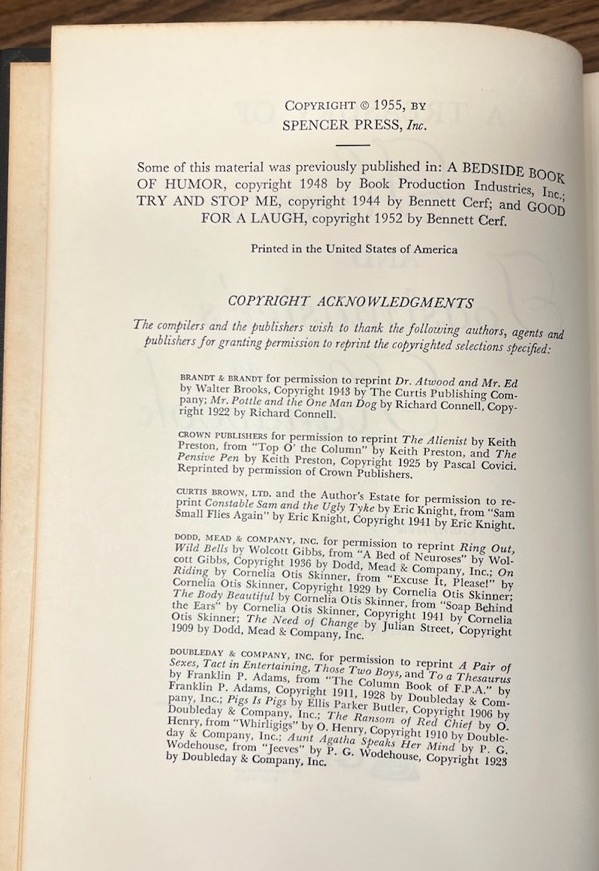 COPYRIGHT © 1955, BY
SPENCER PRESS, Inc.
Some of this material was previously published in: A BEDSIDE BOOK
OF HUMOR, copyright 1948 by Book Production Industries, Inc.;
TRY AND STOP ME, copyright 1944 by Bennett Cerf; and GOOD
FOR A LAUGH, copyright 1952 by Bennett Cerf.
Printed in the United States of America
COPYRIGHT ACKNOWLEDGMENTS
The compilers and the publishers wish to thank the following authors, agents and
publishers for granting permission to reprint the copyrighted selections specified:
BRANDT & BRANDT for permission to reprint Dr. Atwood and Mr. Ed
by Walter Brooks, Copyright 1943 by The Curtis Publishing Com-
pany; Mr. Pottle and the One Man Dog by Richard Connell, Copy-
right 1922 by Richard Connell.
CROWN PUBLISHERS for permission to reprint The Alienist by Keith
Preston, from "Top O' the Column" by Keith Preston, and The
Pensive Pen by Keith Preston, Copyright 1925 by Pascal Covici.
Reprinted by permission of Crown Publishers.
CURTIS BROWN, LTD. and the Author's Estate for permission to re-
print Constable Sam and the Ugly Tyke by Eric Knight, from "Sam
Small Flies Again" by Eric Knight, Copyright 1941 by Eric Knight.
DODD, MEAD & COMPANY, INC. for permission to reprint Ring Out,
Wild Bells by Wolcott Gibbs, from "A Bed of Neuroses" by Wol-
cott Gibbs, Copyright 1936 by Dodd, Mead & Company, Inc.; On
Riding by Cornelia Otis Skinner, from "Excuse It, Please!" by
Cornelia Otis Skinner, Copyright 1929 by Cornelia Otis Skinner;
The Body Beautiful by Cornelia Otis Skinner, from "Soap Behind
the Ears" by Cornelia Otis Skinner, Copyright 1941 by Cornelia
Otis Skinner; The Need of Change by Julian Street, Copyright
1909 by Dodd, Mead & Company, Inc.
DOUBLEDAY & COMPANY, INC. for permission to reprint A Pair of
Sexes, Tact in Entertaining, Those Two Boys, and To a Thesaurus
by Franklin P. Adams, from "The Column Book of F.P.A." by
Franklin P. Adams, Copyright 1911, 1928 by Doubleday & Com-
pany, Inc.; Pigs Is Pigs by Ellis Parker Butler, Copyright 1906 by
Doubleday & Company, Inc.; The Ransom of Red Chief by O.
Henry, from "Whirligigs" by O. Henry, Copyright 1910 by Double-
day & Company, Inc.; Aunt Agatha Speaks Her Mind by P. G.
Wodehouse, from "Jeeves" by P. G. Wodehouse, Copyright 1923
by Doubleday & Company, Inc.